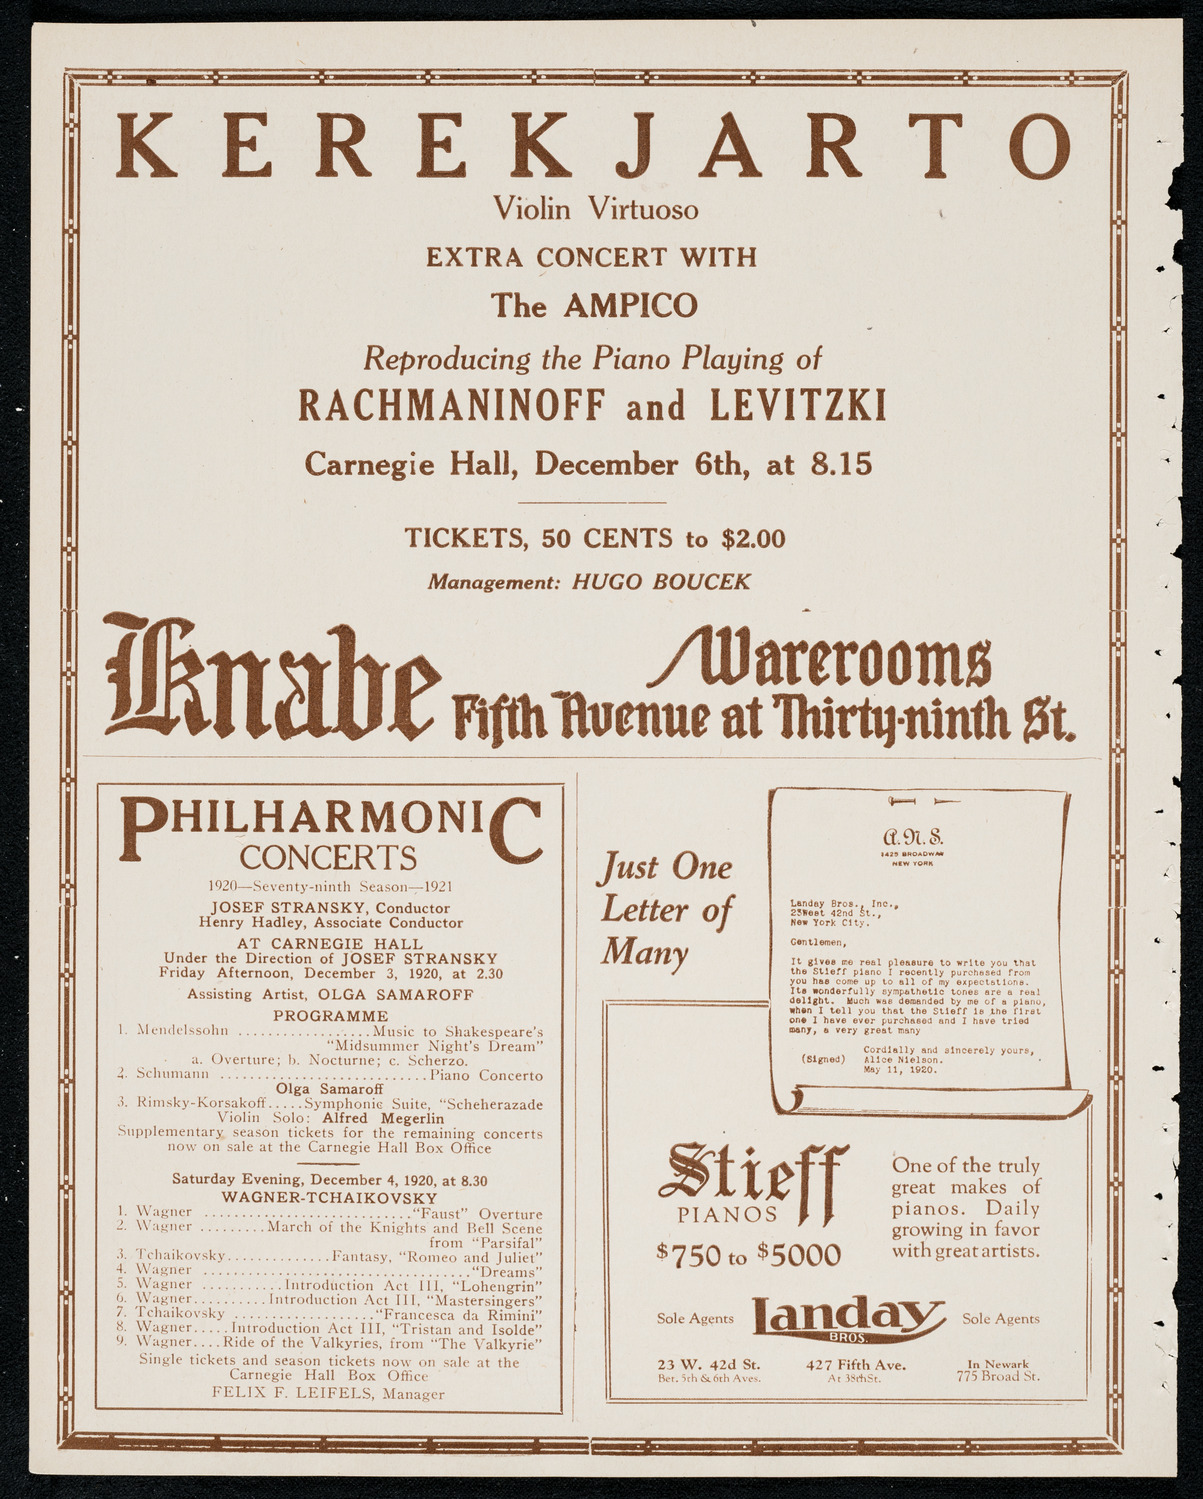 KEREKJARTO
Violin Virtuoso
EXTRA CONCERT WITH
The AMPICO
Reproducing the Piano Playing of
RACHMANINOFF and LEVITZKI
Carnegie Hall, December 6th, at 8.15
TICKETS, 50 CENTS to $2.00
Management: HUGO BOUCEK
Knabe Warerooms
Fifth Avenue at Thirty-ninth St.
PHILHARMONIC
CONCERTS
1920—Seventy-ninth Season—1921
JOSEF STRANSKY, Conductor
Henry Hadley, Associate Conductor
AT CARNEGIE HALL
Under the Direction of JOSEF STRANSKY
Friday Afternoon, December 3, 1920, at 2.30
Assisting Artist, OLGA SAMAROFF
PROGRAMME
1. Mendelssohn ..................Music to Shakespeare's
"Midsummer Night's Dream"
a. Overture; b. Nocturne; c. Scherzo.
2. Schumann ............................Piano Concerto
Olga Samaroff
3. Rimsky-Korsakoff.....Symphonic Suite, "Scheherazade
Violin Solo: Alfred Megerlin
Supplementary season tickets for the remaining concerts
now on sale at the Carnegie Hall Box Office
Saturday Evening, December 4, 1920, at 8.30
WAGNER-TCHAIKOVSKY
1. Wagner ............................"Faust" Overture
2. Wagner .........March of the Knights and Bell Scene
from "Parsifal"
3. Tchaikovsky..............Fantasy, "Romeo and Juliet"
4. Wagner ...................................."Dreams"
5. Wagner ...........Introduction Act III, "Lohengrin"
6. Wagner..........Introduction Act III, "Mastersingers"
7. Tchaikovsky ..................."Francesca da Rimini"
8. Wagner.....Introduction Act III, "Tristan and Isolde"
9. Wagner....Ride of the Valkyries, from "The Valkyrie"
Single tickets and season tickets now on sale at the
Carnegie Hall Box Office
FELIX F. LEIFELS, Manager
Just One
Letter of
Many
A.N.S.
1425 BROADWAY
NEW YORK
Landay Bros., Inc.,
23West 42nd St.,
New York City.
Gentlemen,
It gives me real pleasure to write you that
the Stieff piano I recently purchased from
you has come up to all of my expectations.
Its wonderfully sympathetic tones are a real
delight. Much was demanded by me of a piano,
when I tell you that the Stieff is the first
one I have ever purchased and I have tried
many, a very great many
Cordially and sincerely yours,
(Signed) Alice Nielson.
May 11, 1920.
Stieff
PIANOS
$750 to $5000
One of the truly
great makes of
pianos. Daily
growing in favor
with great artists.
Sole Agents Landay BROS. Sole Agents
23 W. 42d St. 427 Fifth Ave. In Newark
Bet. 5th & 6th Aves. At 38th St. 775 Broad St.